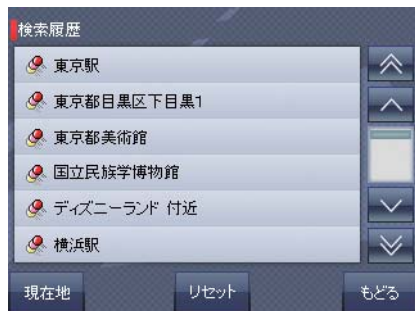 検索履歴
東京駅
東京都目黒区下目黒1
東京都美術館
国立民族学博物館
ディズニーランド 付近
横浜駅
現在地 リセット もどる